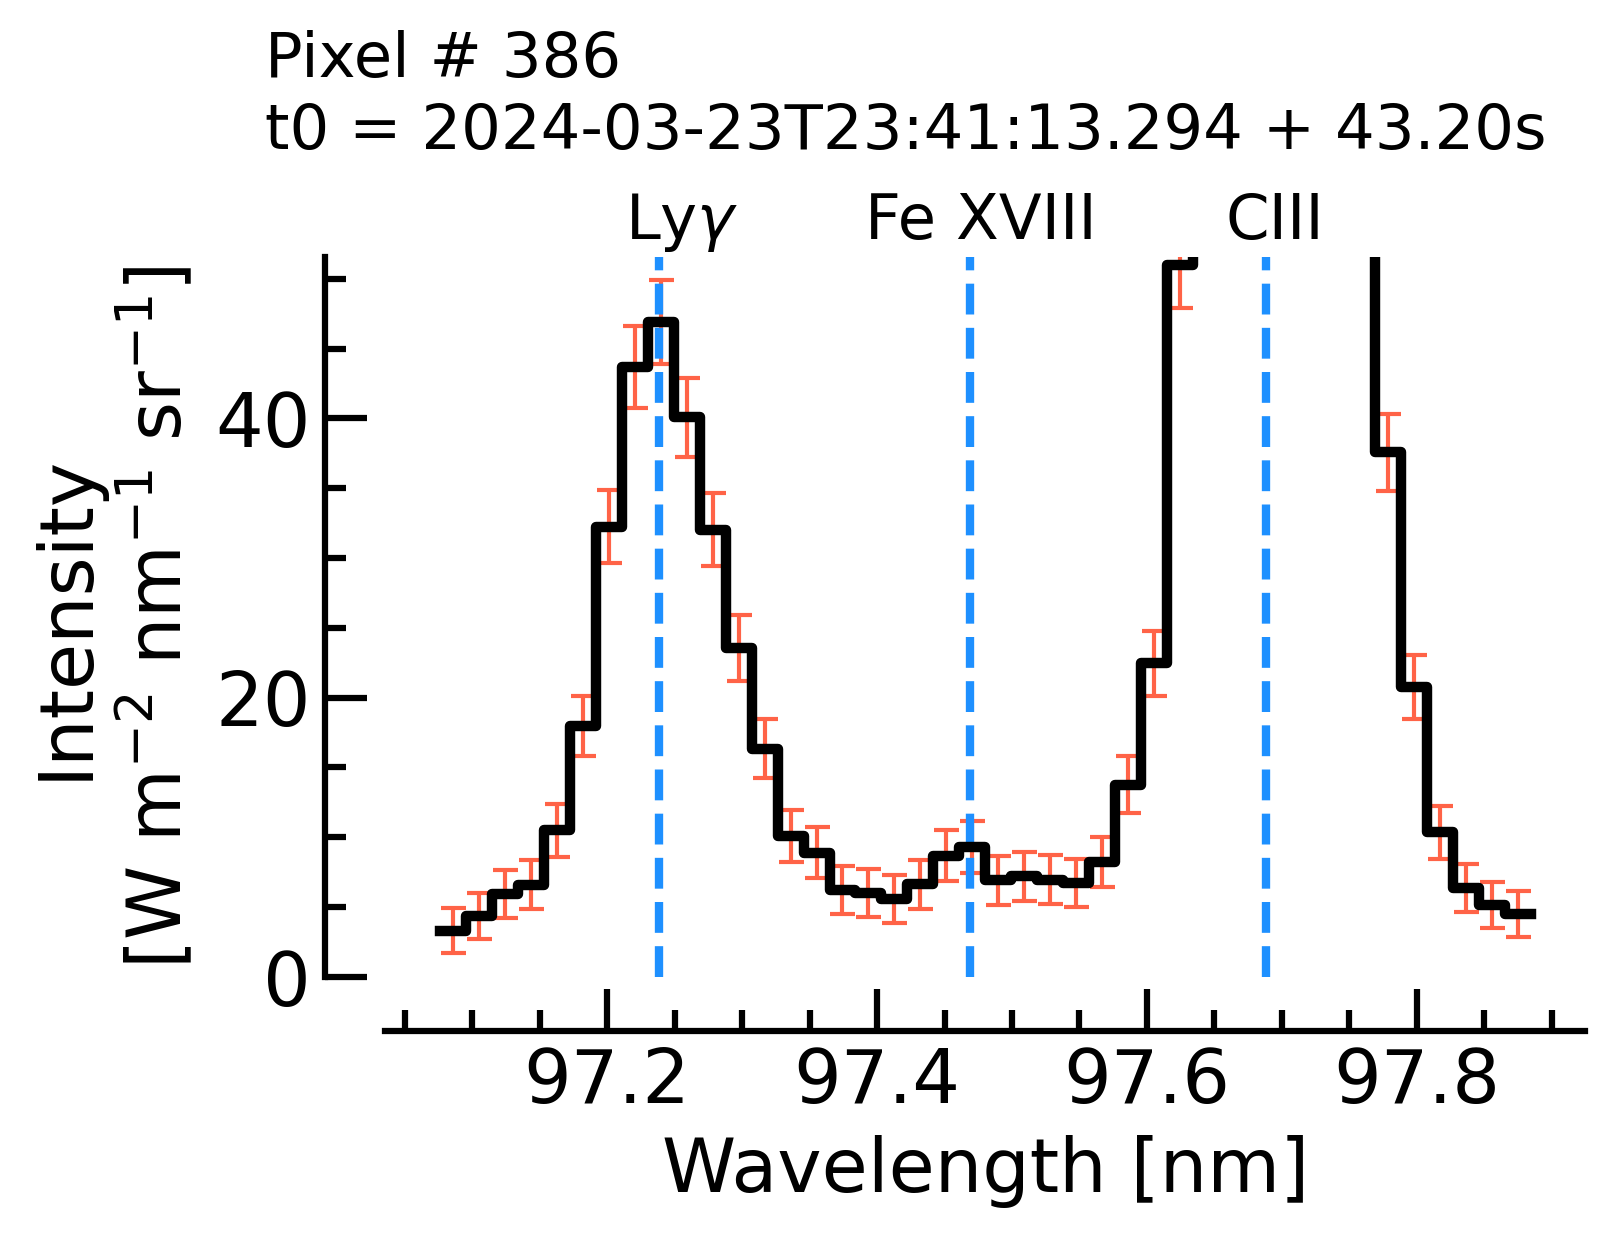 Pixel # 386
t0 = 2024-03-23T23:41:13.294 + 43.20s
Lyγ Fe XVIII CIII
Intensity
[W m⁻² nm⁻¹ sr⁻¹]
40
20
0
97.2 97.4 97.6 97.8
Wavelength [nm]